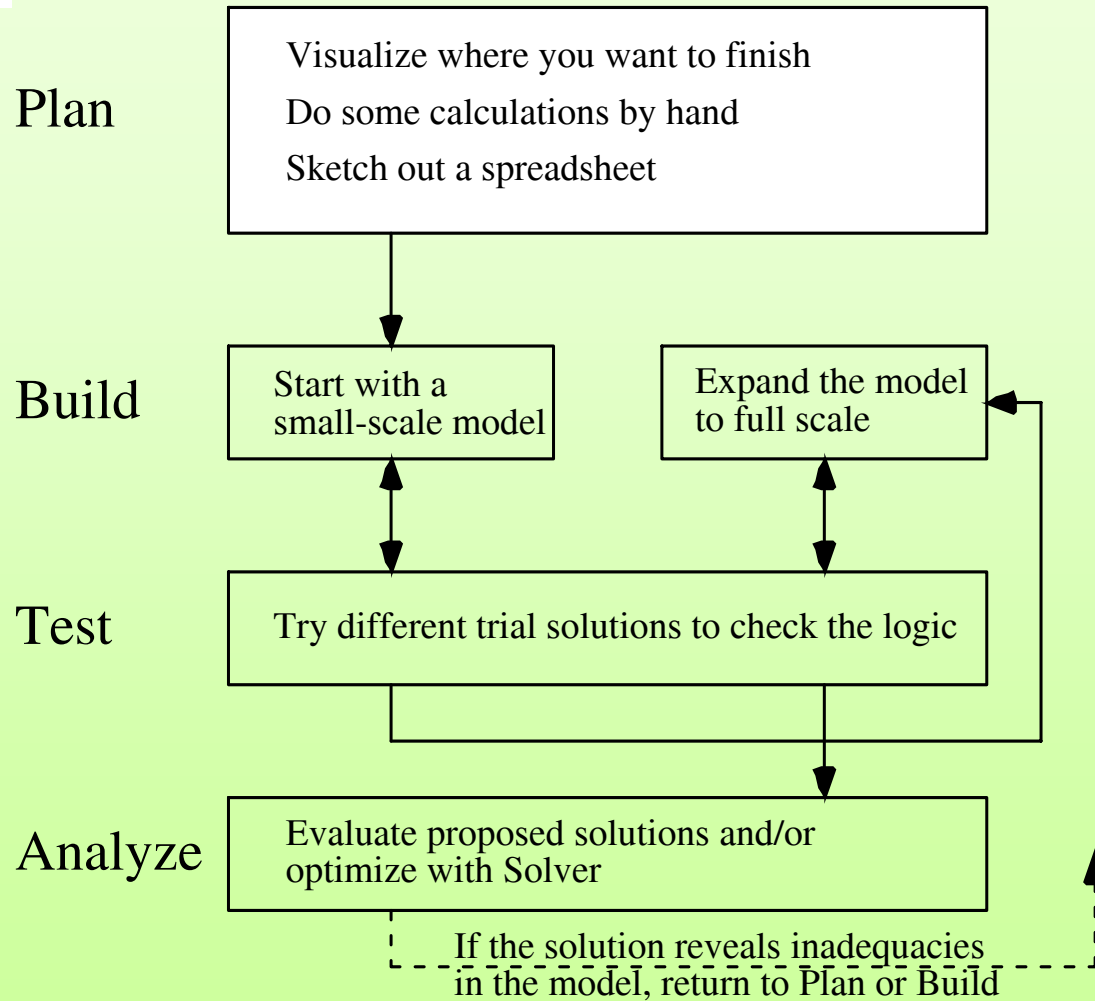 Plan
Visualize where you want to finish
Do some calculations by hand
Sketch out a spreadsheet
Build
Start with a
small-scale model
Expand the model
to full scale
Test
Try different trial solutions to check the logic
Analyze
Evaluate proposed solutions and/or
optimize with Solver
If the solution reveals inadequacies
in the model, return to Plan or Build